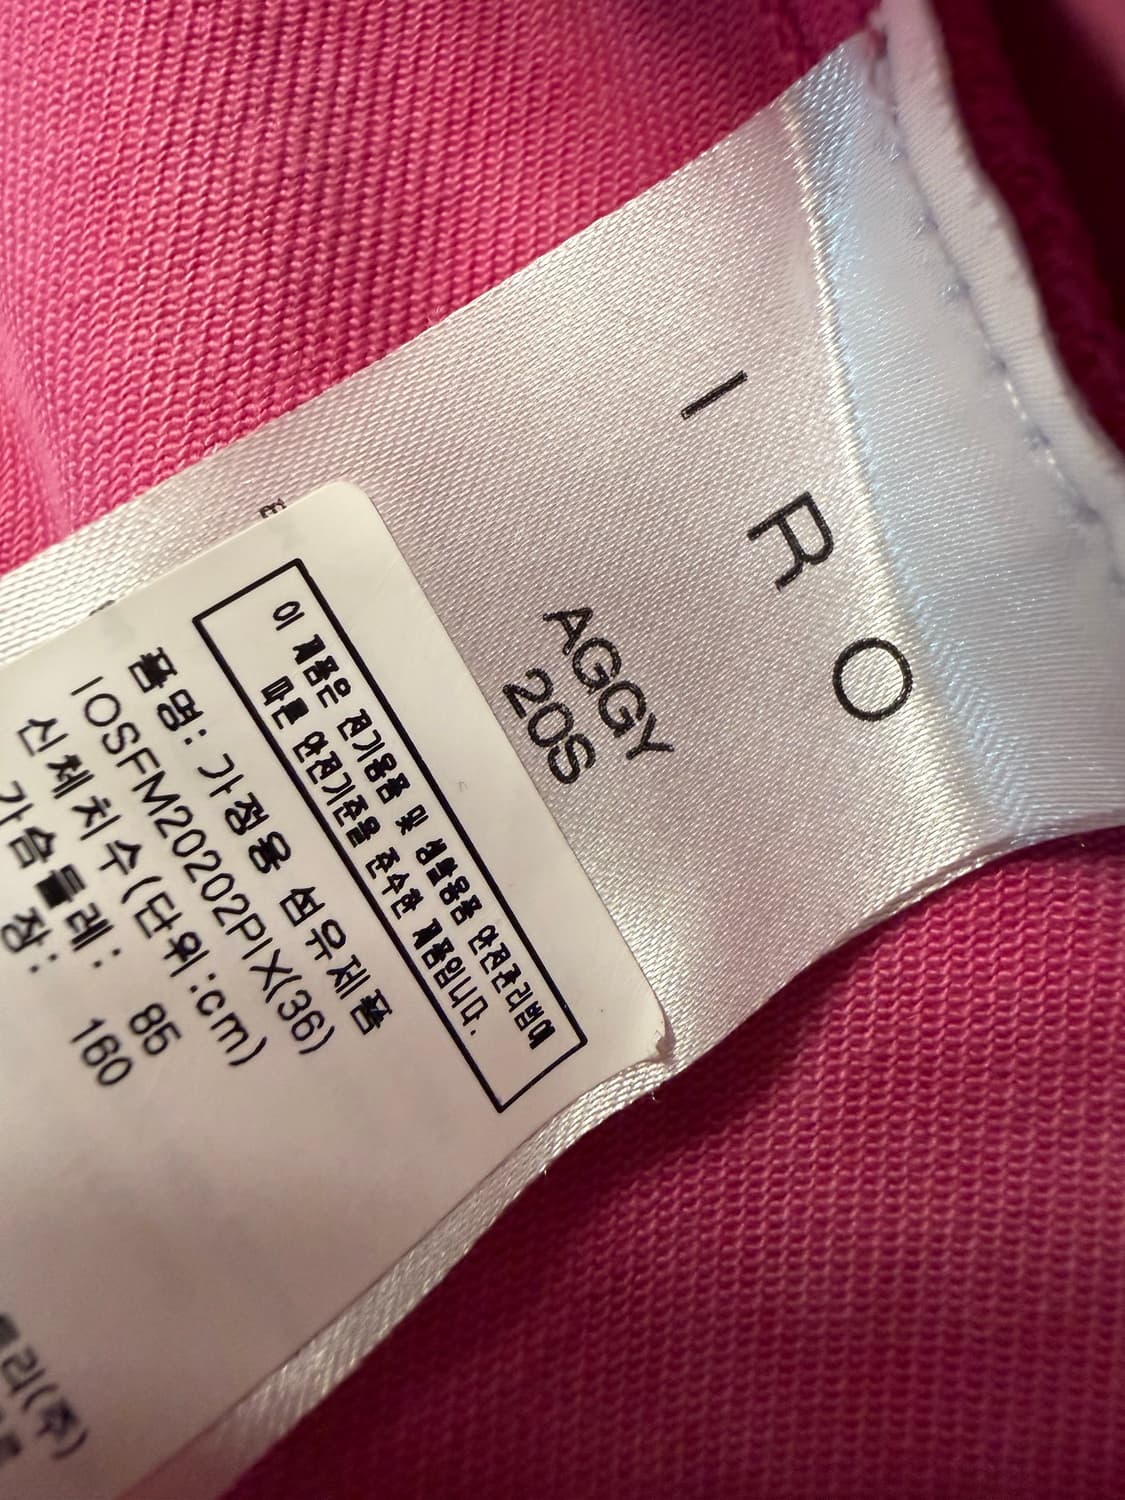 IRO
AGGY
20S
이 제품은 전기용품 및 생활용품 안전관리법에
따른 안전기준을 준수한 제품입니다.
품명: 가정용 섬유제품
IOSFM20202PIX(36)
신체치수(단위:cm)
가슴둘레: 85
장: 160
리(주)